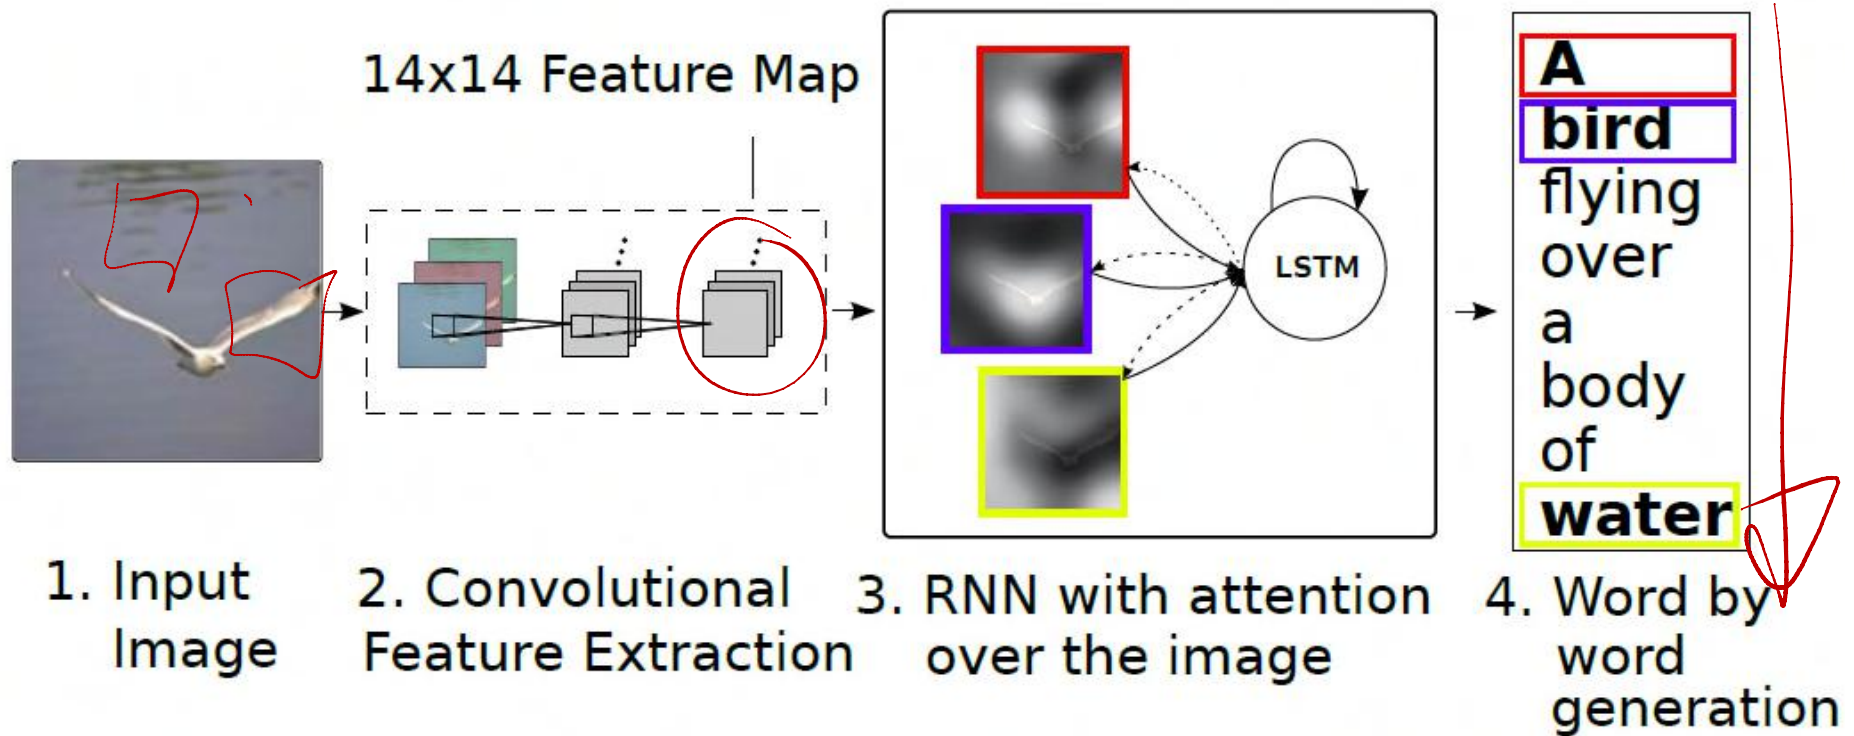 14x14 Feature Map
LSTM
A
bird
flying
over
a
body
of
water
1. Input
Image
2. Convolutional
Feature Extraction
3. RNN with attention
over the image
4. Word by
word
generation